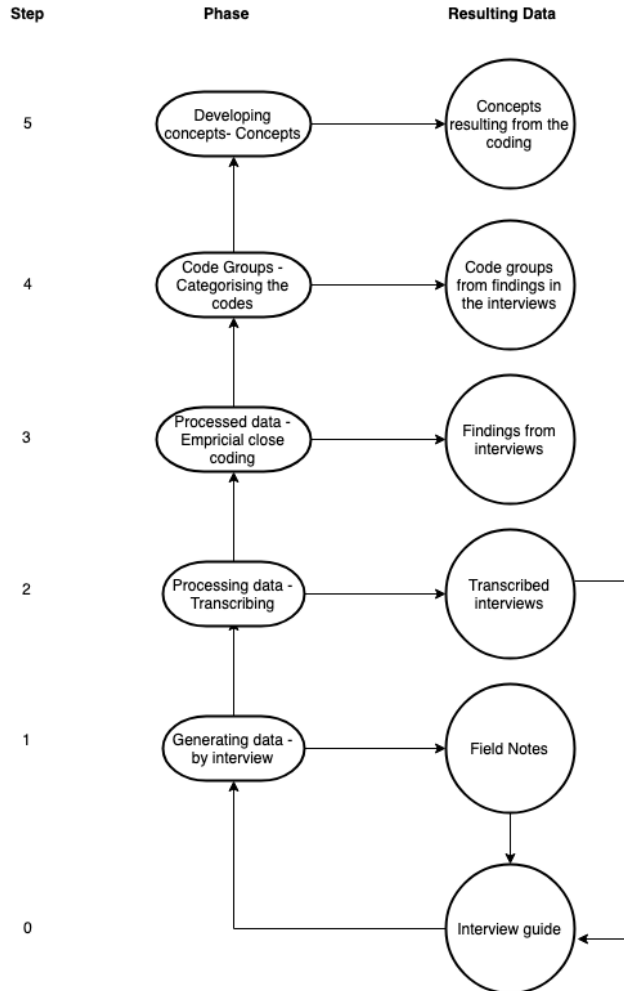 Step
Phase
Resulting Data
5
Developing
concepts- Concepts
Concepts
resulting from the
coding
4
Code Groups -
Categorising the
codes
Code groups
from findings in
the interviews
3
Processed data -
Empricial close
coding
Findings from
interviews
2
Processing data -
Transcribing
Transcribed
interviews
1
Generating data -
by interview
Field Notes
0
Interview guide